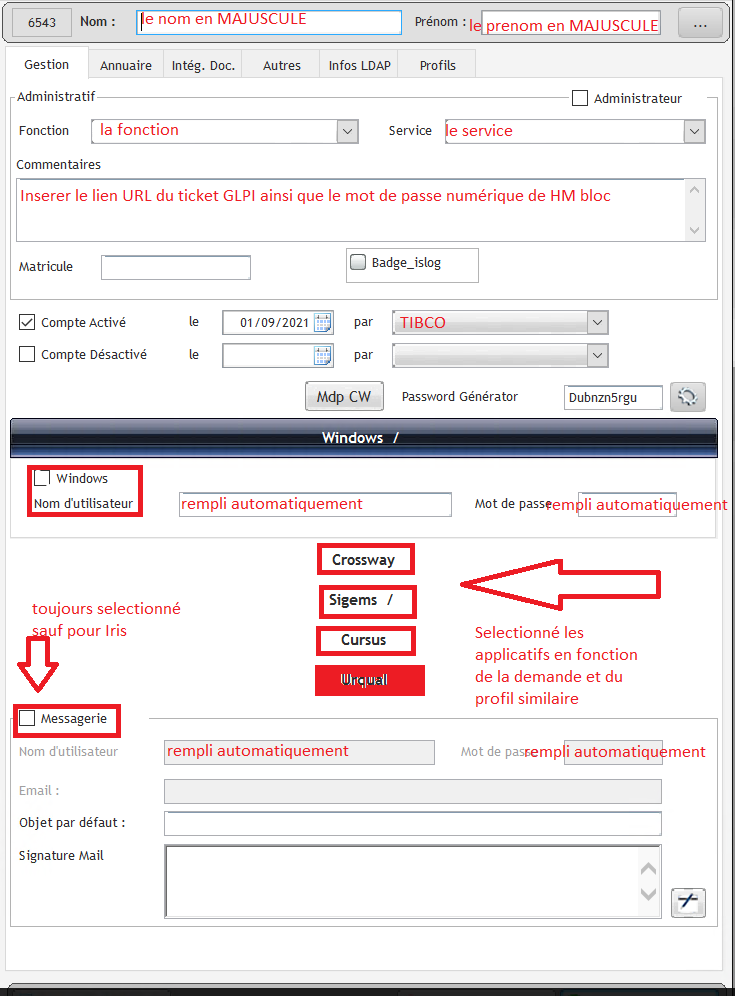 6543 Nom : le nom en MAJUSCULE Prénom : le prenom en MAJUSCULE ...
Gestion Annuaire Intég. Doc. Autres Infos LDAP Profils
Administratif Administrateur
Fonction la fonction Service le service
Commentaires
Inserer le lien URL du ticket GLPI ainsi que le mot de passe numérique de HM bloc
Matricule Badge_islog
Compte Activé le 01/09/2021 par TIBCO
Compte Désactivé le par
Mdp CW Password Générator Dubnzn5rgu
Windows /
Windows
Nom d'utilisateur rempli automatiquement Mot de passe rempli automatiquement
Crossway
Sigems /
Cursus
Urqual
toujours selectionné
sauf pour Iris
Selectionné les
applicatifs en fonction
de la demande et du
profil similaire
Messagerie
Nom d'utilisateur rempli automatiquement Mot de passe rempli automatiquement
Email :
Objet par défaut :
Signature Mail